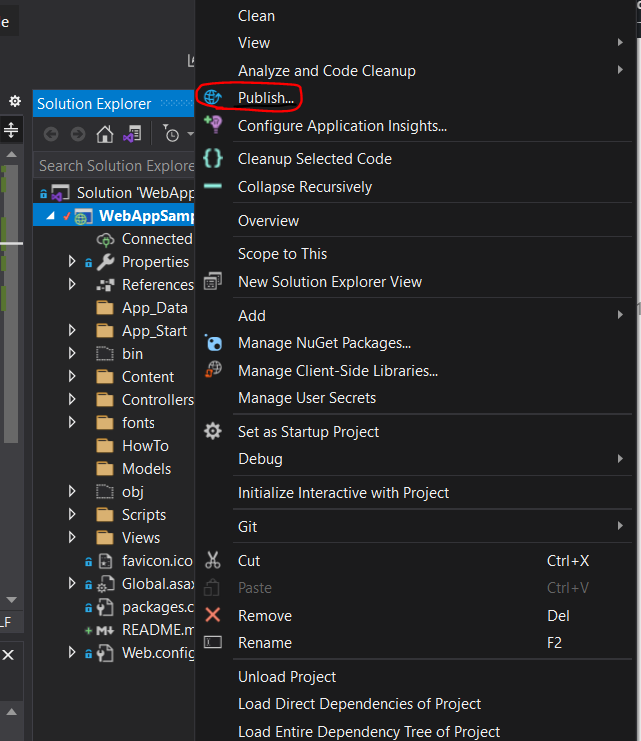 e
Clean
View
Analyze and Code Cleanup
Publish...
Configure Application Insights...
Cleanup Selected Code
Collapse Recursively
Overview
Scope to This
New Solution Explorer View
Add
Manage NuGet Packages...
Manage Client-Side Libraries...
Manage User Secrets
Set as Startup Project
Debug
Initialize Interactive with Project
Git
Cut Ctrl+X
Paste Ctrl+V
Remove Del
Rename F2
Unload Project
Load Direct Dependencies of Project
Load Entire Dependency Tree of Project
Solution Explorer
Search Solution Explore
Solution 'WebApp
WebAppSamp
Connected
Properties
References
App_Data
App_Start
bin
Content
Controllers
fonts
HowTo
Models
obj
Scripts
Views
favicon.ico
Global.asax
packages.c
README.m
Web.config
LF